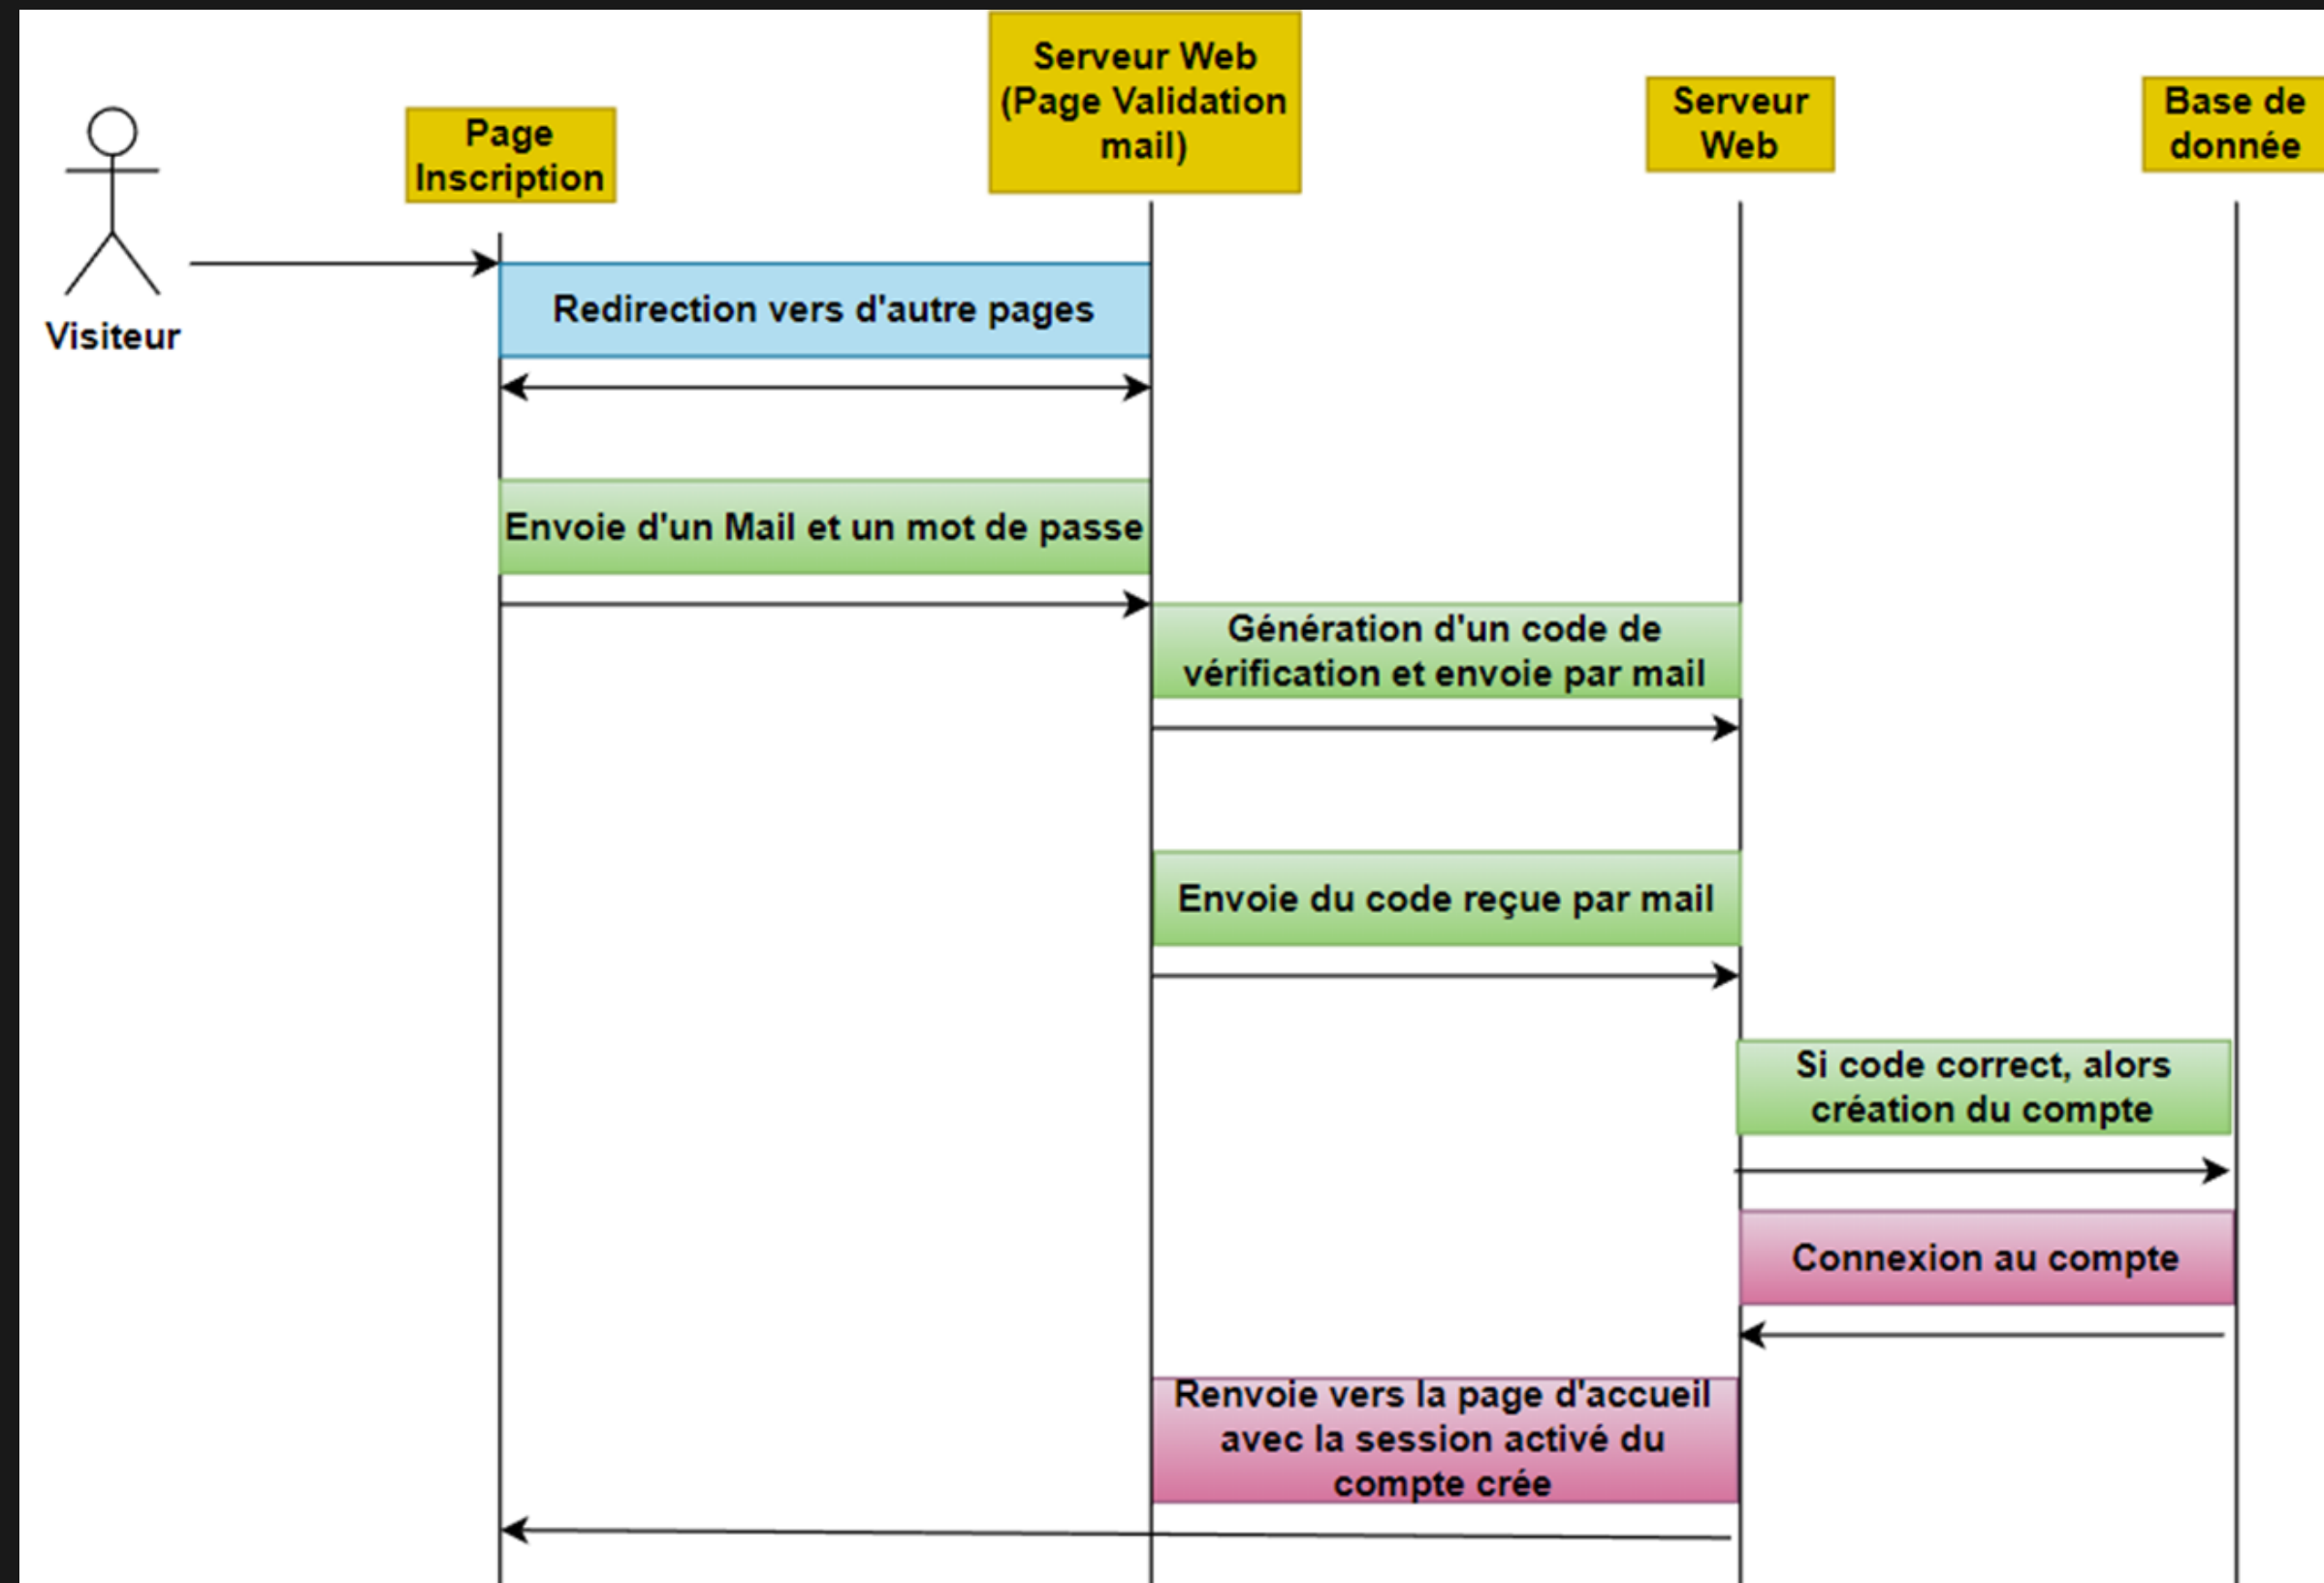 Serveur Web
(Page Validation
mail)
Page
Inscription
Serveur
Web
Base de
donnée
Visiteur
Redirection vers d'autre pages
Envoie d'un Mail et un mot de passe
Génération d'un code de
vérification et envoie par mail
Envoie du code reçue par mail
Si code correct, alors
création du compte
Connexion au compte
Renvoie vers la page d'accueil
avec la session activé du
compte crée